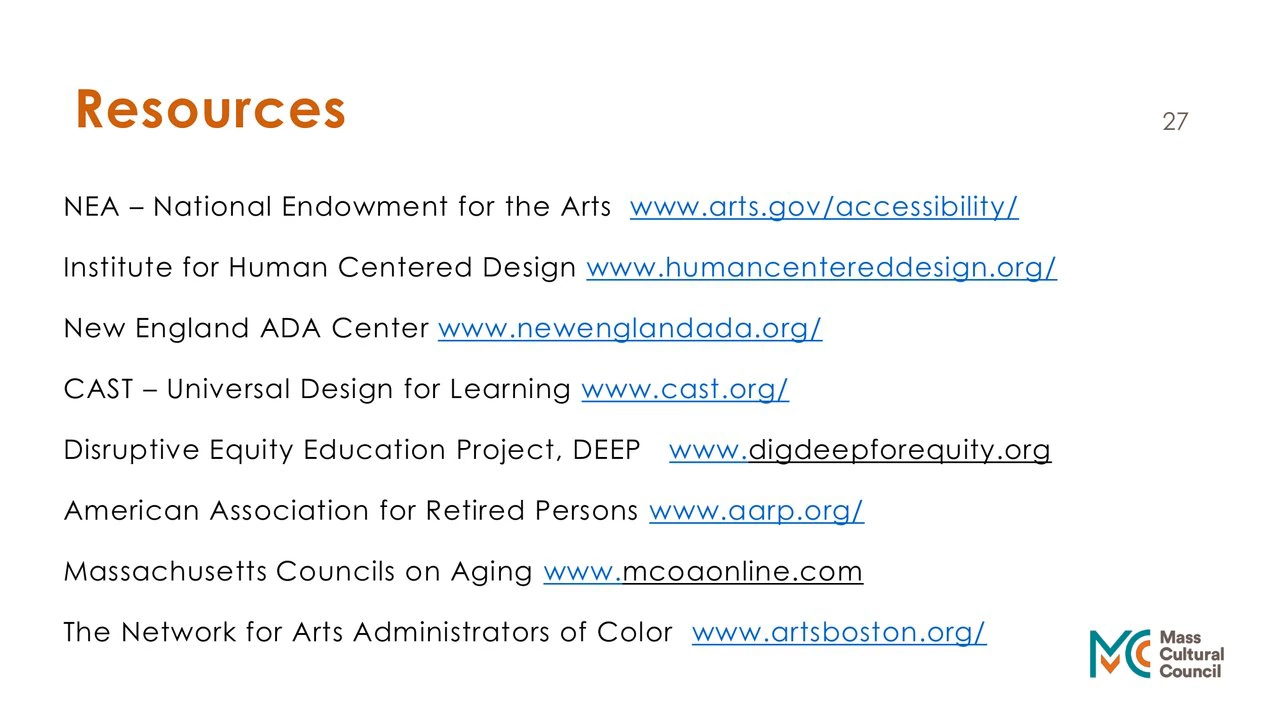 Resources
27
NEA – National Endowment for the Arts www.arts.gov/accessibility/
Institute for Human Centered Design www.humancentereddesign.org/
New England ADA Center www.newenglandada.org/
CAST – Universal Design for Learning www.cast.org/
Disruptive Equity Education Project, DEEP www.digdeepforequity.org
American Association for Retired Persons www.aarp.org/
Massachusetts Councils on Aging www.mcoaonline.com
The Network for Arts Administrators of Color www.artsboston.org/
MCC
Mass
Cultural
Council